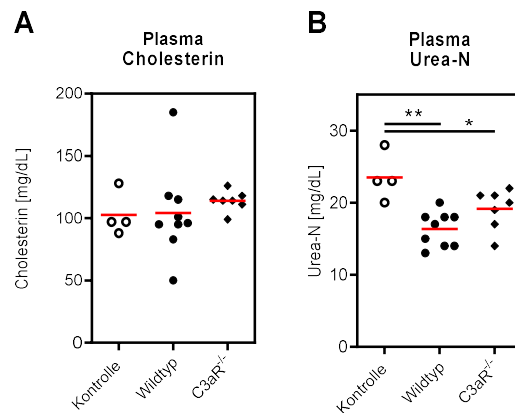 A
Plasma
Cholesterin
Cholesterin [mg/dL]
200
150
100
50
0
Kontrolle
Wildtyp
C3aR-/-
B
Plasma
Urea-N
Urea-N [mg/dL]
**
*
30
20
10
0
Kontrolle
Wildtyp
C3aR-/-